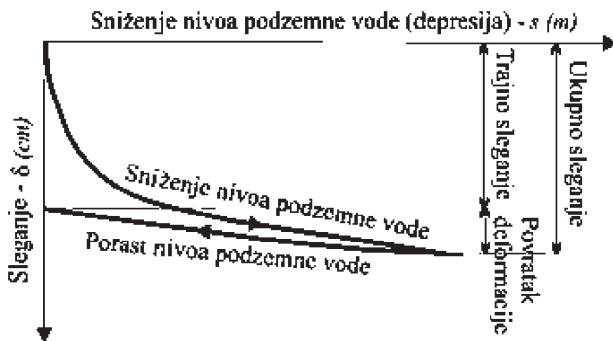 Sniženje nivoa podzemne vode (depresija) - s (m)
Sleganje - δ (cm)
Sniženje nivoa podzemne vode
Porast nivoa podzemne vode
Trajno sleganje
Povratak
deformacije
Ukupno sleganje